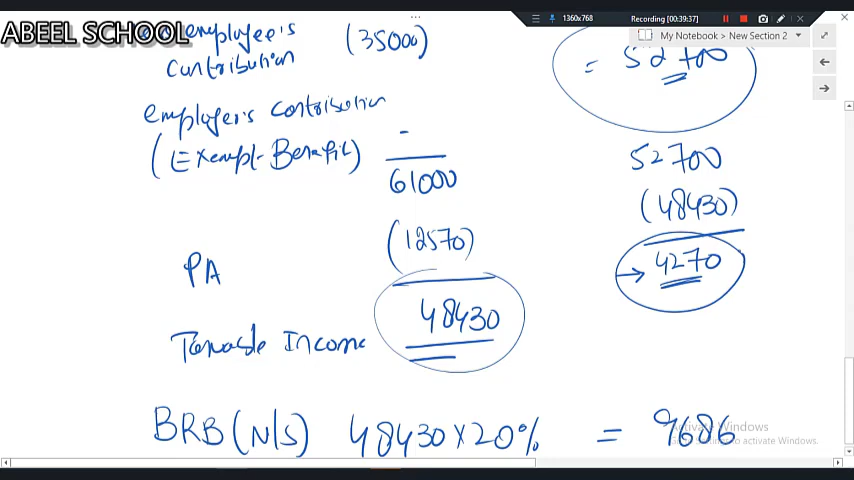 1360x768
Recording [00:39:37]
My Notebook > New Section 2
ABEEL SCHOOL
employee's (35000)
contribution
= 52700
employer's contribution -
(Exempt-Benefit)
61000
52700
(48430)
4270
PA (12570)
Taxable Income 48430
BRB (N/S) 48430 x 20% = 9686
Activate Windows
Go to Settings to activate Windows.